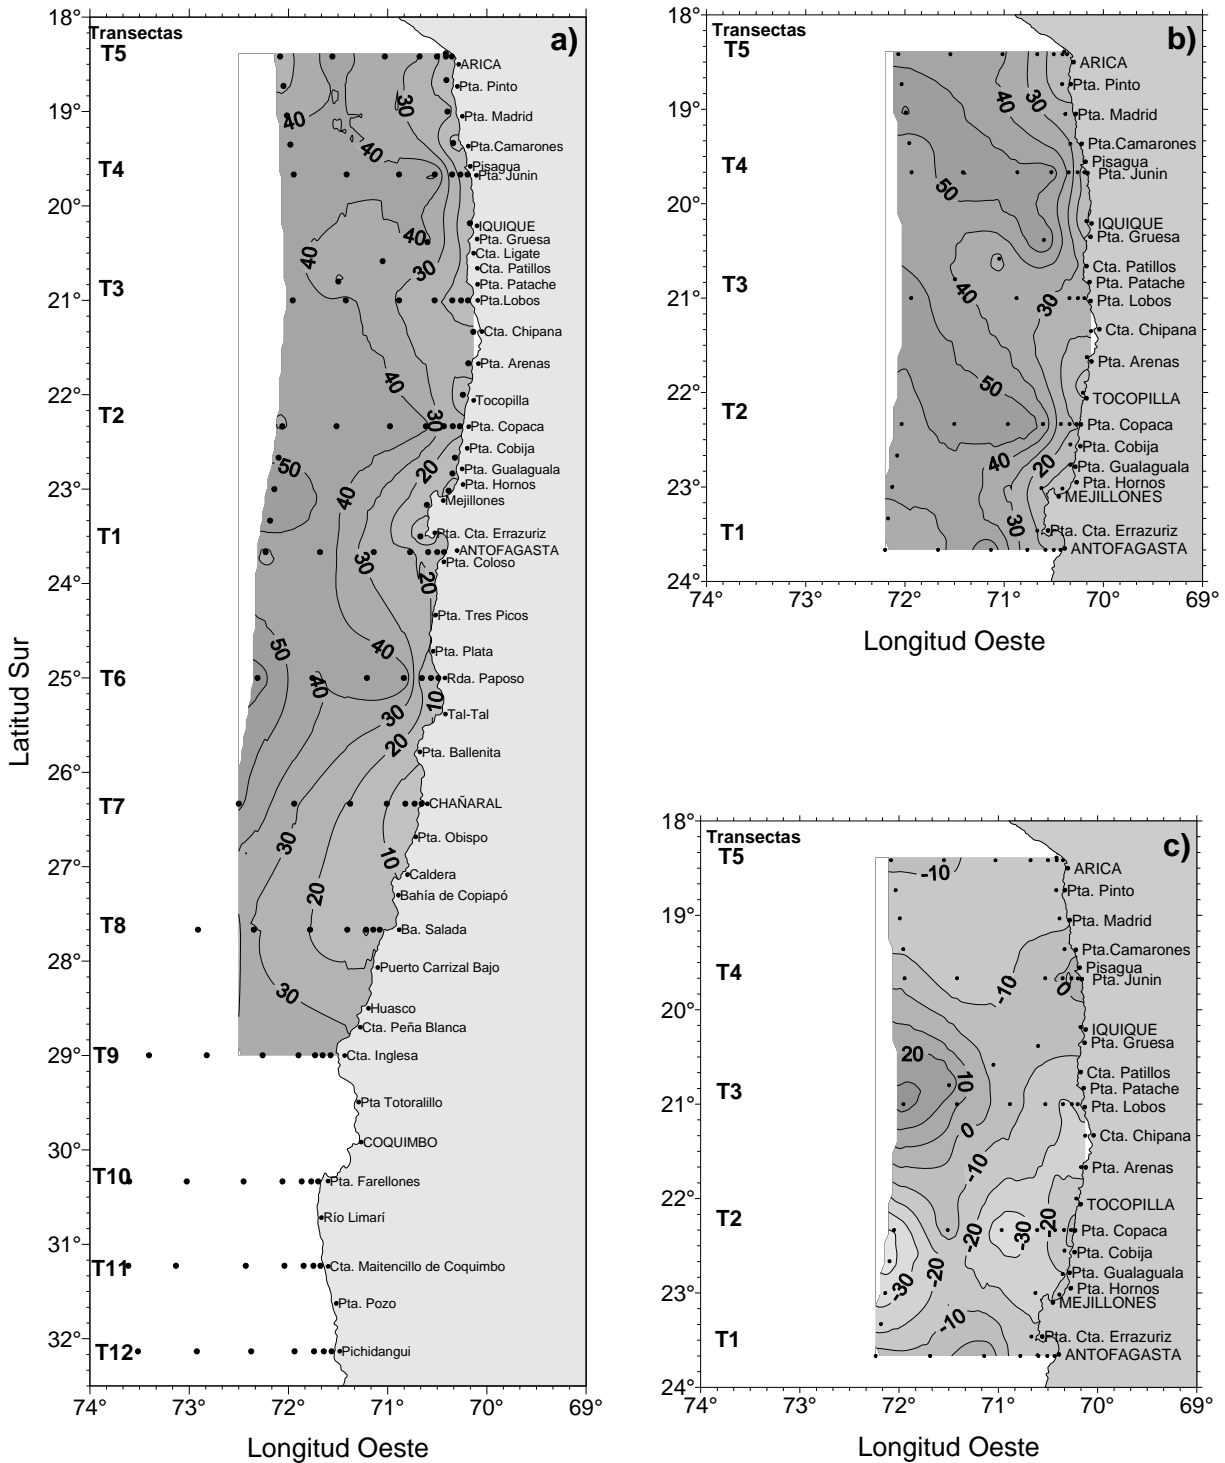 a)
Transectas
T5
T4
T3
T2
T1
T6
T7
T8
T9
T10
T11
T12
18°
19°
20°
21°
22°
23°
24°
25°
26°
27°
28°
29°
30°
31°
32°
74°
73°
72°
71°
70°
69°
Latitud Sur
Longitud Oeste
ARICA
Pta. Pinto
Pta. Madrid
Pta.Camarones
Pisagua
Pta. Junin
IQUIQUE
Pta. Gruesa
Cta. Ligate
Cta. Patillos
Pta. Patache
Pta.Lobos
Cta. Chipana
Pta. Arenas
Tocopilla
Pta. Copaca
Pta. Cobija
Pta. Gualaguala
Pta. Hornos
Mejillones
Pta. Cta. Errazuriz
ANTOFAGASTA
Pta. Coloso
Pta. Tres Picos
Pta. Plata
Rda. Paposo
Tal-Tal
Pta. Ballenita
CHAÑARAL
Pta. Obispo
Caldera
Bahía de Copiapó
Ba. Salada
Puerto Carrizal Bajo
Huasco
Cta. Peña Blanca
Cta. Inglesa
Pta Totoralillo
COQUIMBO
Pta. Farellones
Río Limarí
Cta. Maitencillo de Coquimbo
Pta. Pozo
Pichidangui
40
30
40
40
40
30
40
30
20
50
40
30
20
50
40
40
30
10
20
30
10
20
30
b)
Transectas
T5
T4
T3
T2
T1
18°
19°
20°
21°
22°
23°
24°
74°
73°
72°
71°
70°
69°
Longitud Oeste
ARICA
Pta. Pinto
Pta. Madrid
Pta.Camarones
Pisagua
Pta. Junin
IQUIQUE
Pta. Gruesa
Cta. Patillos
Pta. Patache
Pta. Lobos
Cta. Chipana
Pta. Arenas
TOCOPILLA
Pta. Copaca
Pta. Cobija
Pta. Gualaguala
Pta. Hornos
MEJILLONES
Pta. Cta. Errazuriz
ANTOFAGASTA
40
30
50
40
30
50
40
20
30
c)
Transectas
T5
T4
T3
T2
T1
18°
19°
20°
21°
22°
23°
24°
74°
73°
72°
71°
70°
69°
Longitud Oeste
ARICA
Pta. Pinto
Pta. Madrid
Pta.Camarones
Pisagua
Pta. Junin
IQUIQUE
Pta. Gruesa
Cta. Patillos
Pta. Patache
Pta. Lobos
Cta. Chipana
Pta. Arenas
TOCOPILLA
Pta. Copaca
Pta. Cobija
Pta. Gualaguala
Pta. Hornos
MEJILLONES
Pta. Cta. Errazuriz
ANTOFAGASTA
-10
-10
0
20
10
0
-10
-20
-30
-20
-20
-30
-10